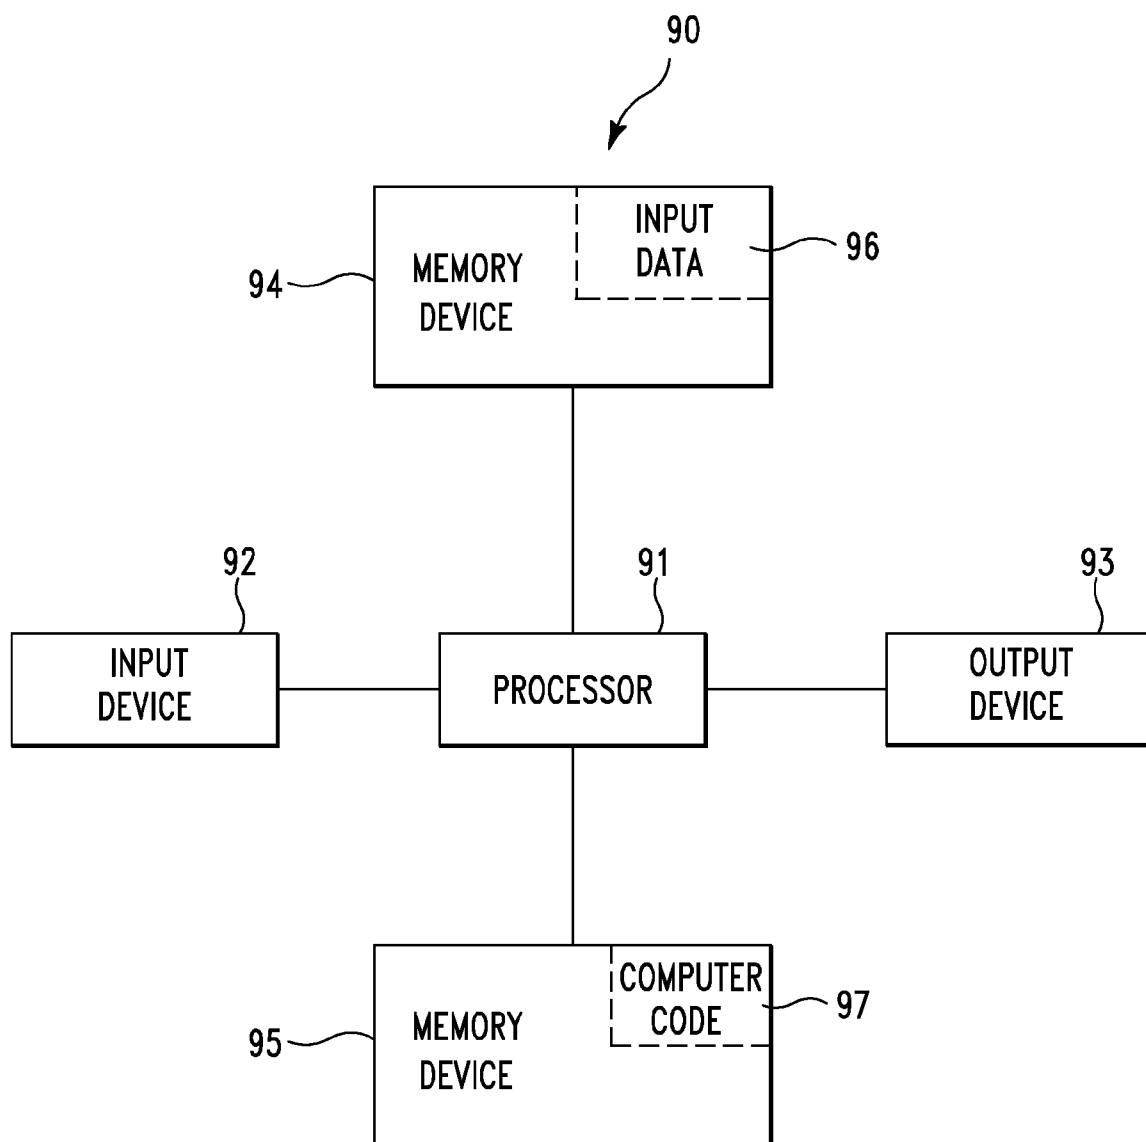 90
INPUT
DATA
96
MEMORY
DEVICE
94
92
91
93
INPUT
DEVICE
PROCESSOR
OUTPUT
DEVICE
COMPUTER
CODE
97
MEMORY
DEVICE
95